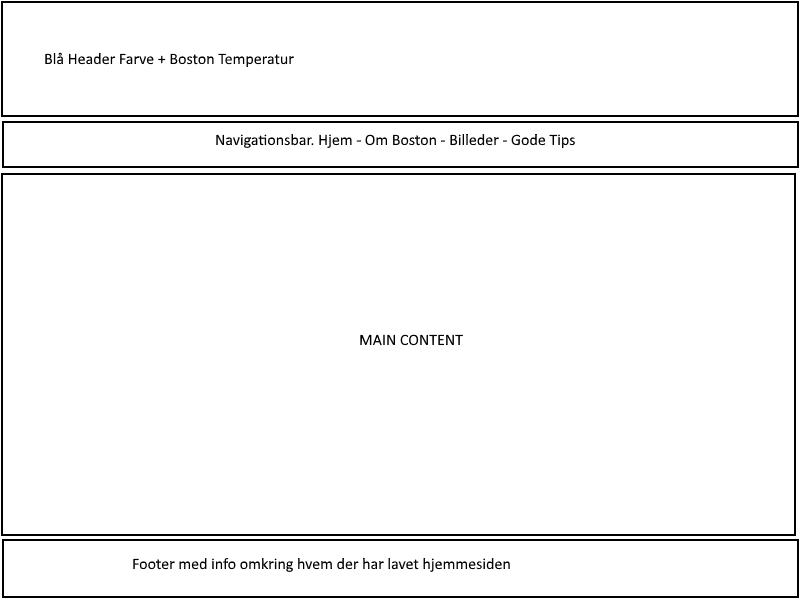 Blå Header Farve + Boston Temperatur
Navigationsbar. Hjem - Om Boston - Billeder - Gode Tips
MAIN CONTENT
Footer med info omkring hvem der har lavet hjemmesiden